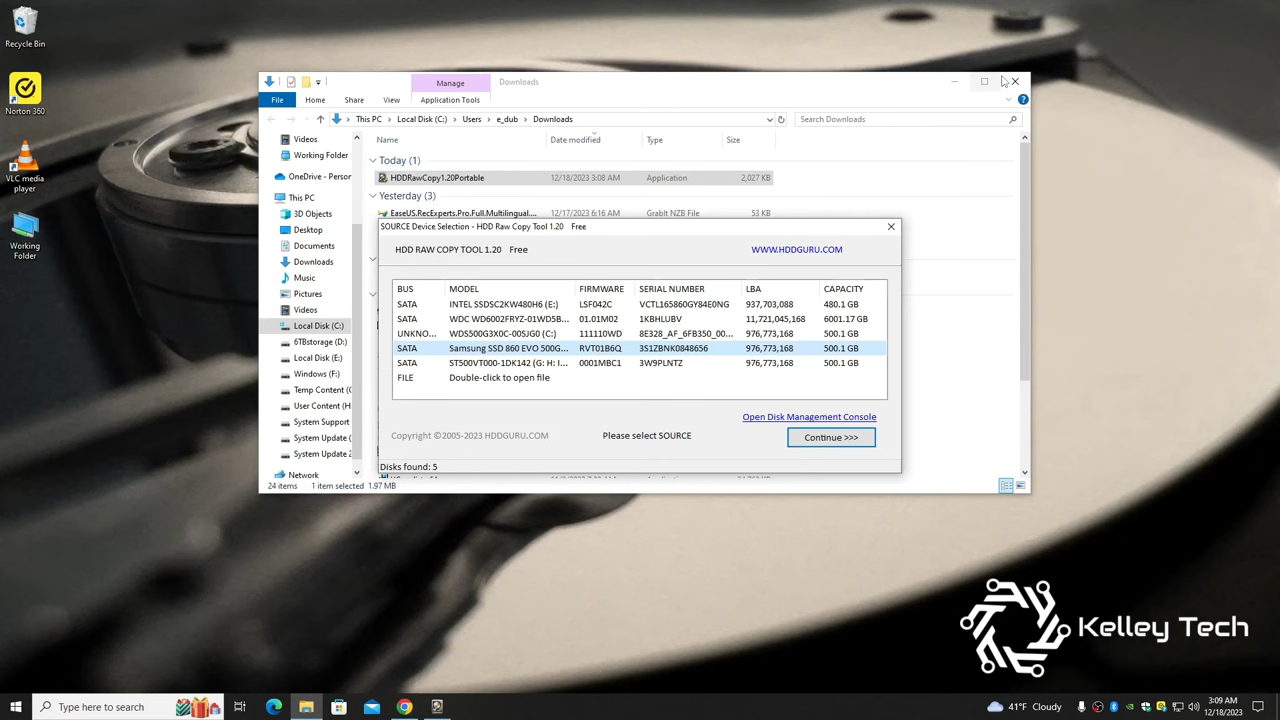 Recycle Bin
Norton 360
VLC media player
Working Folder
Manage
Downloads
File
Home
Share
View
Application Tools
This PC
Local Disk (C:)
Users
e_dub
Downloads
Search Downloads
Videos
Working Folder
OneDrive - Person
This PC
3D Objects
Desktop
Documents
Downloads
Music
Pictures
Videos
Local Disk (C:)
6TBstorage (D:)
Local Disk (E:)
Windows (F:)
Temp Content (G
User Content (H
System Support
System Update (
System Update 2
Network
Name
Date modified
Type
Size
Today (1)
HDDRawCopy1.20Portable
12/18/2023 3:08 AM
Application
2,027 KB
Yesterday (3)
EaseUS.RecExperts.Pro.Full.Multilingual....
12/17/2023 6:16 AM
GrabIt NZB File
53 KB
SOURCE Device Selection - HDD Raw Copy Tool 1.20 Free
HDD RAW COPY TOOL 1.20 Free
WWW.HDDGURU.COM
BUS MODEL FIRMWARE SERIAL NUMBER LBA CAPACITY
SATA INTEL SSDSC2KW480H6 (E:) LSF042C VCTL165860GY84E0NG 937,703,088 480.1 GB
SATA WDC WD6002FRYZ-01WD5B... 01.01M02 1KBHLUBV 11,721,045,168 6001.17 GB
UNKNO... WDS500G3X0C-00SJG0 (C:) 111110WD 8E328_AF_6FB350_00... 976,773,168 500.1 GB
SATA Samsung SSD 860 EVO 500G... RVT01B6Q 3S1ZBNK0848656 976,773,168 500.1 GB
SATA ST500VT000-1DK142 (G: H: I... 0001MBC1 3W9PLNTZ 976,773,168 500.1 GB
FILE Double-click to open file
Open Disk Management Console
Copyright ©2005-2023 HDDGURU.COM
Please select SOURCE
Continue >>>
Disks found: 5
24 items
1 item selected 1.97 MB
Kelley Tech
Type here to search
41°F Cloudy
3:09 AM
12/18/2023